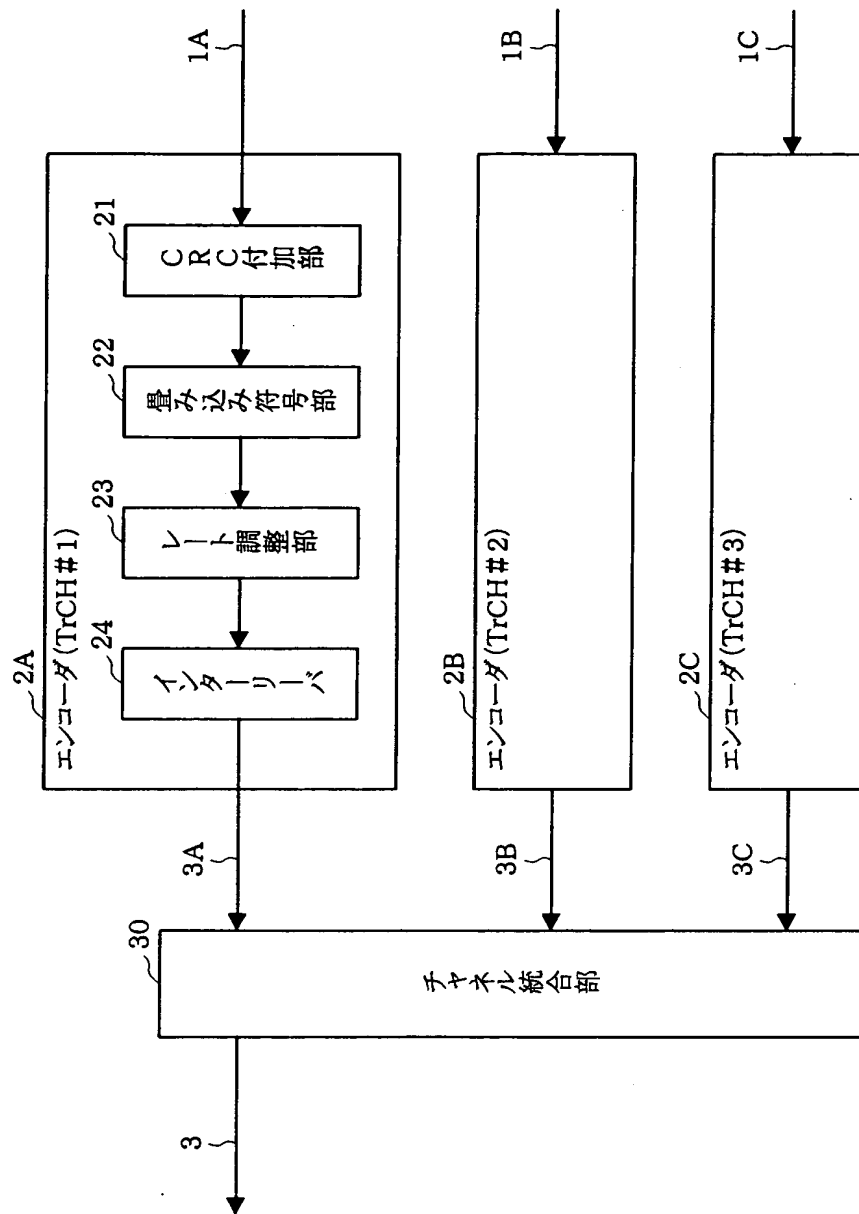 1A
1B
1C
2A
エンコーダ(TrCH#1)
21
CRC付加部
22
畳み込み符号部
23
レート調整部
24
インターリーバ
2B
エンコーダ(TrCH#2)
2C
エンコーダ(TrCH#3)
3A
3B
3C
30
チャネル統合部
3